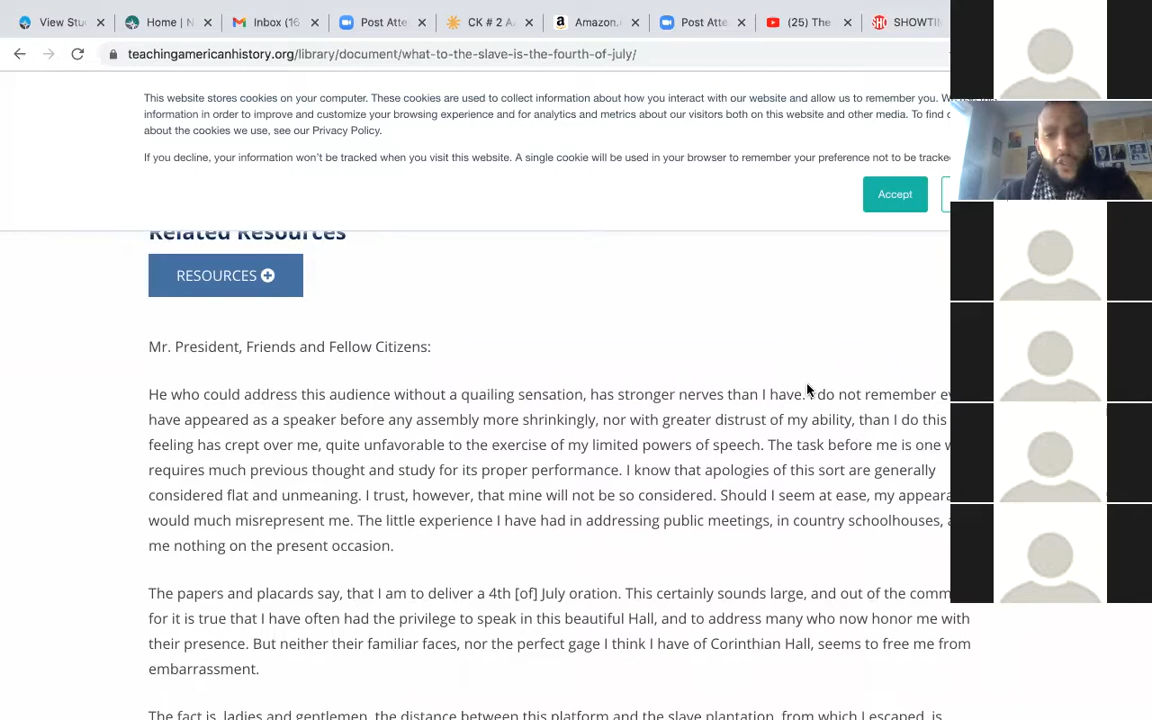 View Stu
Home | N
Inbox (16
Post Atte
CK # 2 A
Amazon.
Post Atte
(25) The
SHOWTI
teachingamericanhistory.org/library/document/what-to-the-slave-is-the-fourth-of-july/
This website stores cookies on your computer. These cookies are used to collect information about how you interact with our website and allow us to remember you. We
information in order to improve and customize your browsing experience and for analytics and metrics about our visitors both on this website and other media. To find o
about the cookies we use, see our Privacy Policy.
If you decline, your information won't be tracked when you visit this website. A single cookie will be used in your browser to remember your preference not to be tracke
Accept
Related Resources
RESOURCES
Mr. President, Friends and Fellow Citizens:
He who could address this audience without a quailing sensation, has stronger nerves than I have. I do not remember ev
have appeared as a speaker before any assembly more shrinkingly, nor with greater distrust of my ability, than I do this
feeling has crept over me, quite unfavorable to the exercise of my limited powers of speech. The task before me is one w
requires much previous thought and study for its proper performance. I know that apologies of this sort are generally
considered flat and unmeaning. I trust, however, that mine will not be so considered. Should I seem at ease, my appeara
would much misrepresent me. The little experience I have had in addressing public meetings, in country schoolhouses, a
me nothing on the present occasion.
The papers and placards say, that I am to deliver a 4th [of] July oration. This certainly sounds large, and out of the comm
for it is true that I have often had the privilege to speak in this beautiful Hall, and to address many who now honor me with
their presence. But neither their familiar faces, nor the perfect gage I think I have of Corinthian Hall, seems to free me from
embarrassment.
The fact is, ladies and gentlemen, the distance between this platform and the slave plantation, from which I escaped, is